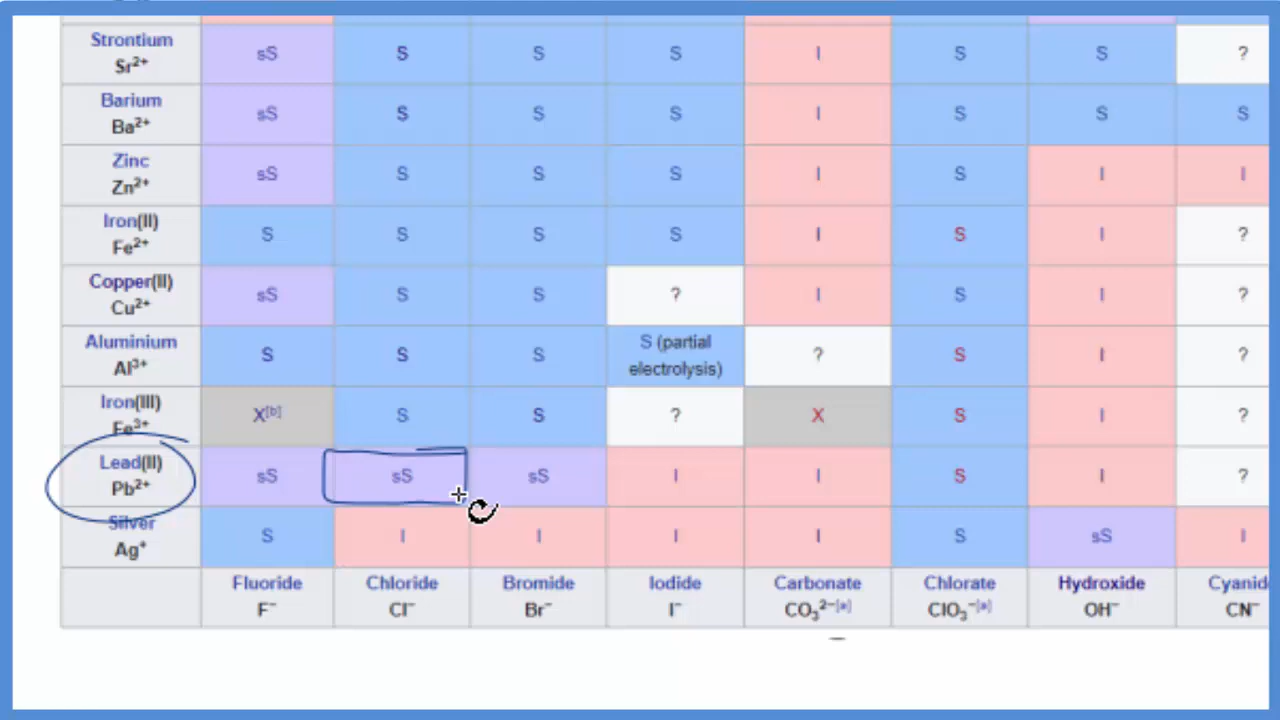 Strontium sS S S S I S S ?
Sr²⁺
Barium sS S S S I S S S
Ba²⁺
Zinc sS S S S I S I I
Zn²⁺
Iron(II) S S S S I S I ?
Fe²⁺
Copper(II) sS S S ? I S I ?
Cu²⁺
Aluminium S S S S (partial ? S I ?
Al³⁺ electrolysis)
Iron(III) X[b] S S ? X S I ?
Fe³⁺
Lead(II) sS sS sS I I S I ?
Pb²⁺
Silver S I I I I S sS I
Ag⁺
Fluoride Chloride Bromide Iodide Carbonate Chlorate Hydroxide Cyanid
F⁻ Cl⁻ Br⁻ I⁻ CO₃²⁻[a] ClO₃⁻[a] OH⁻ CN⁻